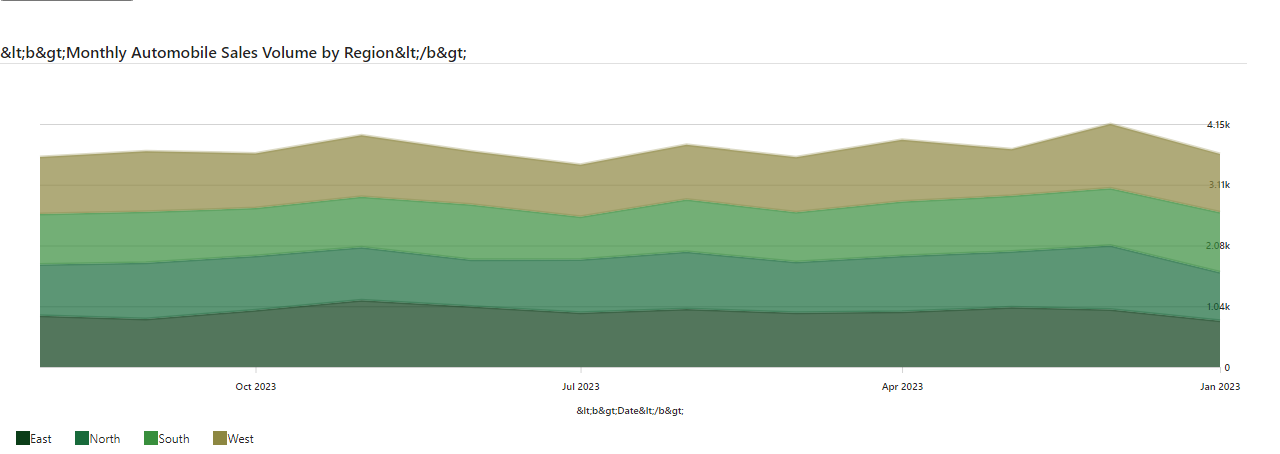 &lt;b&gt;Monthly Automobile Sales Volume by Region&lt;/b&gt;
4.15k
3.11k
2.08k
1.04k
0
Oct 2023 Jul 2023 Apr 2023 Jan 2023
&lt;b&gt;Date&lt;/b&gt;
East North South West